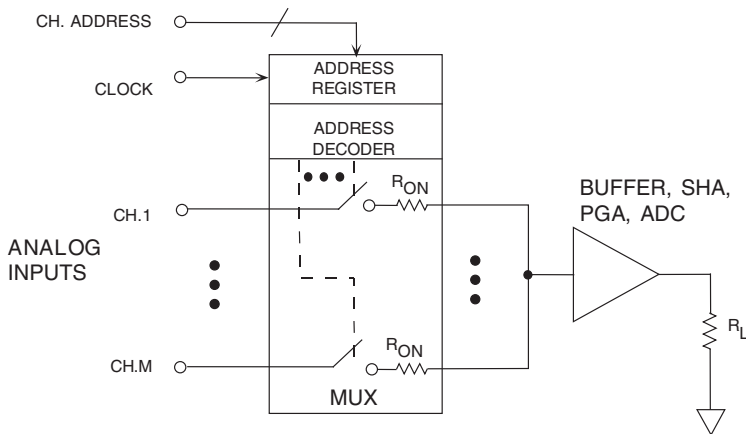 CH. ADDRESS
CLOCK
ADDRESS
REGISTER
ADDRESS
DECODER
RON
BUFFER, SHA,
PGA, ADC
CH.1
ANALOG
INPUTS
RL
CH.M
RON
MUX